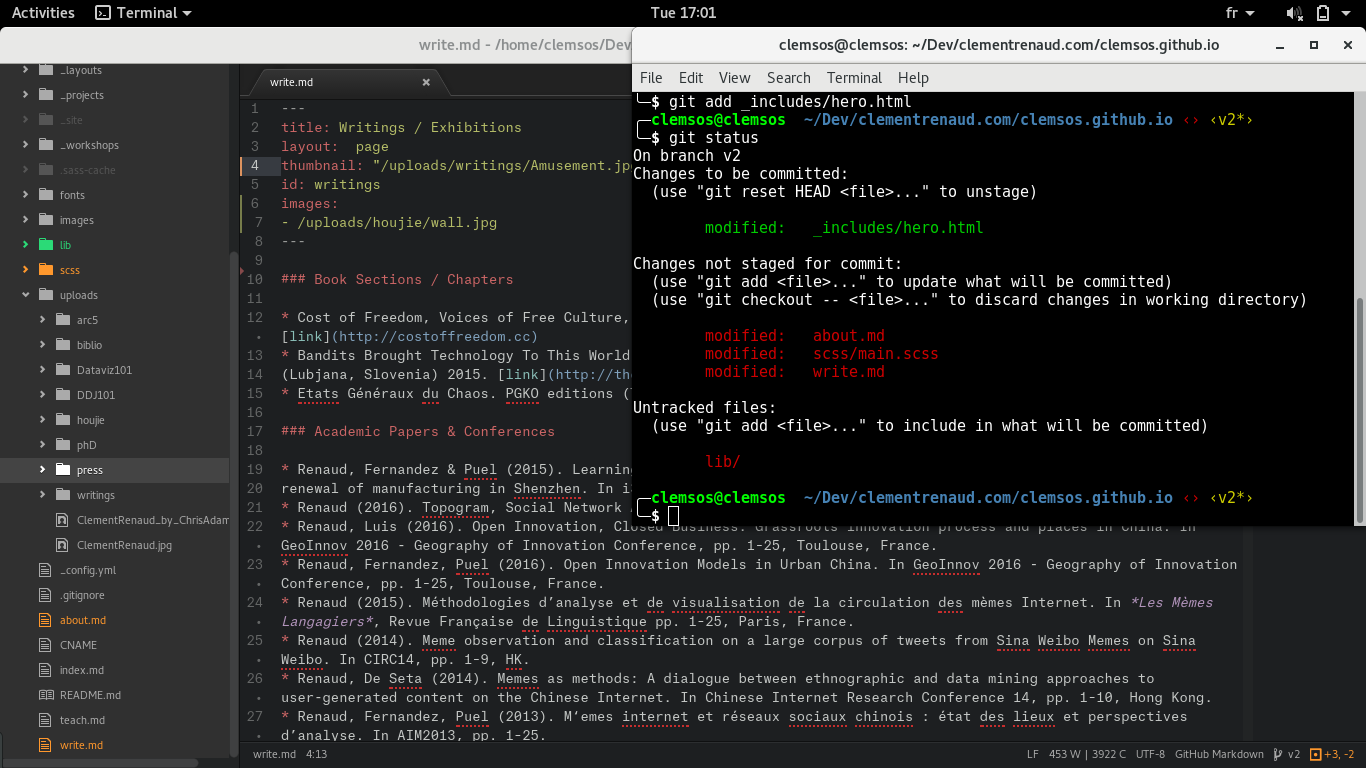 Activities Terminal Tue 17:01 fr
write.md - /home/clemsos/Dev
clemsos@clemsos: ~/Dev/clementrenaud.com/clemsos.github.io
File Edit View Search Terminal Help
_layouts
_projects
_site
_workshops
.sass-cache
fonts
images
lib
scss
uploads
arc5
biblio
Dataviz101
DDJ101
houjie
phD
press
writings
ClementRenaud_by_ChrisAdam
ClementRenaud.jpg
_config.yml
.gitignore
about.md
CNAME
index.md
README.md
teach.md
write.md
write.md
1 ---
2 title: Writings / Exhibitions
3 layout:  page
4 thumbnail: "/uploads/writings/Amusement.jp
5 id: writings
6 images:
7 - /uploads/houjie/wall.jpg
8 ---
9
10 ### Book Sections / Chapters
11
12 * Cost of Freedom, Voices of Free Culture,
[link](http://costoffreedom.cc)
13 * Bandits Brought Technology To This World
14 (Lubjana, Slovenia) 2015. [link](http://th
15 * Etats Généraux du Chaos. PGKO editions (
16
17 ### Academic Papers & Conferences
18
19 * Renaud, Fernandez & Puel (2015). Learning
20 renewal of manufacturing in Shenzhen. In i
21 * Renaud (2016). Topogram, Social Network
22 * Renaud, Luis (2016). Open Innovation, Closed Business: Grassroots innovation process and places in China. In
GeoInnov 2016 - Geography of Innovation Conference, pp. 1-25, Toulouse, France.
23 * Renaud, Fernandez, Puel (2016). Open Innovation Models in Urban China. In GeoInnov 2016 - Geography of Innovation
Conference, pp. 1-25, Toulouse, France.
24 * Renaud (2015). Méthodologies d’analyse et de visualisation de la circulation des mèmes Internet. In *Les Mèmes
Langagiers*, Revue Française de Linguistique pp. 1-25, Paris, France.
25 * Renaud (2014). Meme observation and classification on a large corpus of tweets from Sina Weibo Memes on Sina
Weibo. In CIRC14, pp. 1-9, HK.
26 * Renaud, De Seta (2014). Memes as methods: A dialogue between ethnographic and data mining approaches to
user-generated content on the Chinese Internet. In Chinese Internet Research Conference 14, pp. 1-10, Hong Kong.
27 * Renaud, Fernandez, Puel (2013). M‘emes internet et réseaux sociaux chinois : état des lieux et perspectives
d’analyse. In AIM2013, pp. 1-25.
$ git add _includes/hero.html
clemsos@clemsos ~/Dev/clementrenaud.com/clemsos.github.io ‹› ‹v2*›
$ git status
On branch v2
Changes to be committed:
(use "git reset HEAD <file>..." to unstage)
modified:   _includes/hero.html
Changes not staged for commit:
(use "git add <file>..." to update what will be committed)
(use "git checkout -- <file>..." to discard changes in working directory)
modified:   about.md
modified:   scss/main.scss
modified:   write.md
Untracked files:
(use "git add <file>..." to include in what will be committed)
lib/
clemsos@clemsos ~/Dev/clementrenaud.com/clemsos.github.io ‹› ‹v2*›
$
write.md 4:13 LF 453 W | 3922 C UTF-8 GitHub Markdown v2 +3, -2